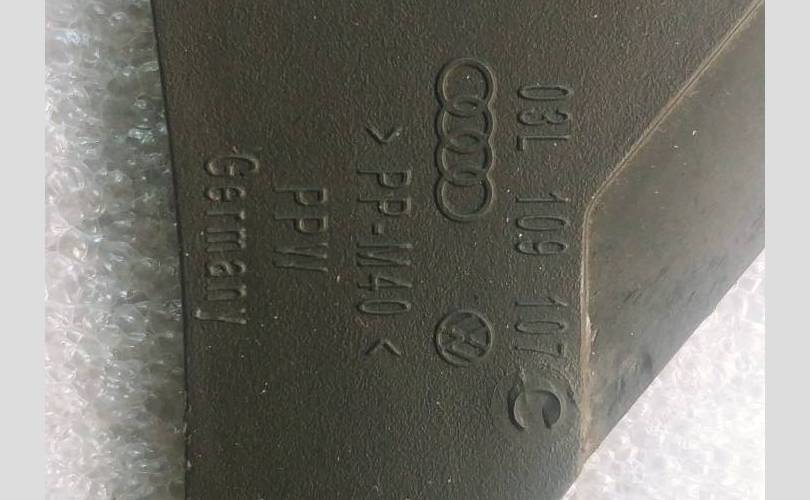 03L 109 107 C
> PP-M40 <
PPW
Germany